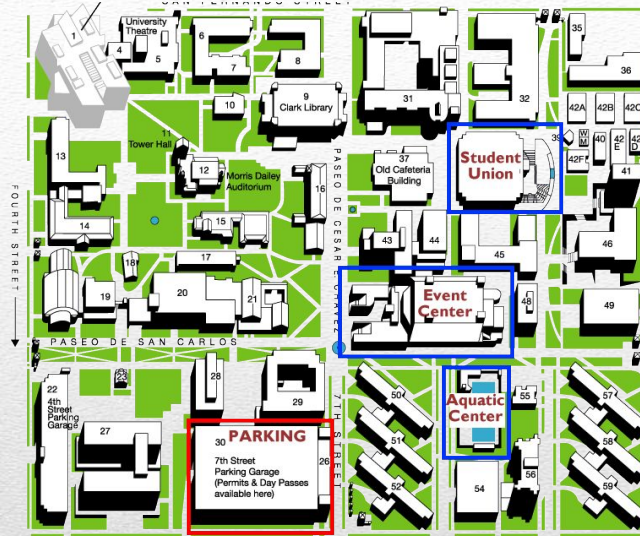 SAN FERNANDO STREET
1
University
Theatre
4
5
6
7
8
9
Clark Library
10
11
Tower Hall
12
Morris Dailey
Auditorium
13
14
15
16
17
18
19
20
21
FOURTH STREET
PASEO DE SAN CARLOS
PASEO DE CESAR CHAVEZ
31
32
35
36
37
Old Cafeteria
Building
Student
Union
39
42A
42B
42C
W
M
40
42
E
42
D
42F
41
43
44
45
46
Event
Center
48
49
22
4th
Street
Parking
Garage
23
27
28
29
30
PARKING
7th Street
Parking Garage
(Permits & Day Passes
available here)
26
7TH STREET
50
51
52
Aquatic
Center
54
55
56
57
58
59